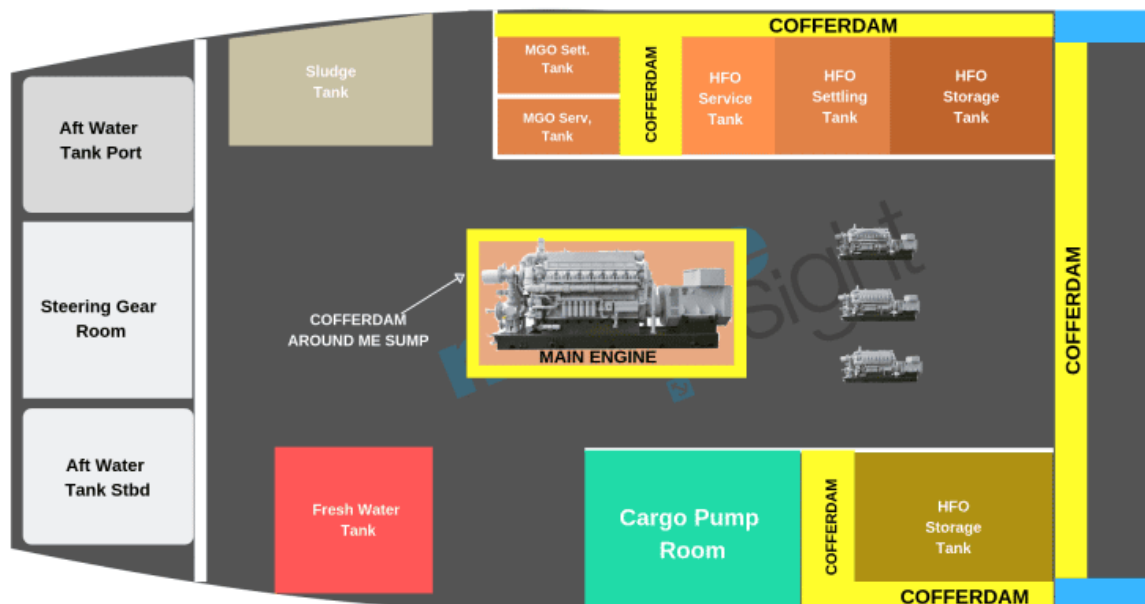 COFFERDAM
MGO Sett.
Tank
MGO Serv,
Tank
COFFERDAM
HFO
Service
Tank
HFO
Settling
Tank
HFO
Storage
Tank
Sludge
Tank
Aft Water
Tank Port
Steering Gear
Room
Aft Water
Tank Stbd
COFFERDAM
AROUND ME SUMP
MAIN ENGINE
sight
COFFERDAM
Fresh Water
Tank
Cargo Pump
Room
COFFERDAM
HFO
Storage
Tank
COFFERDAM